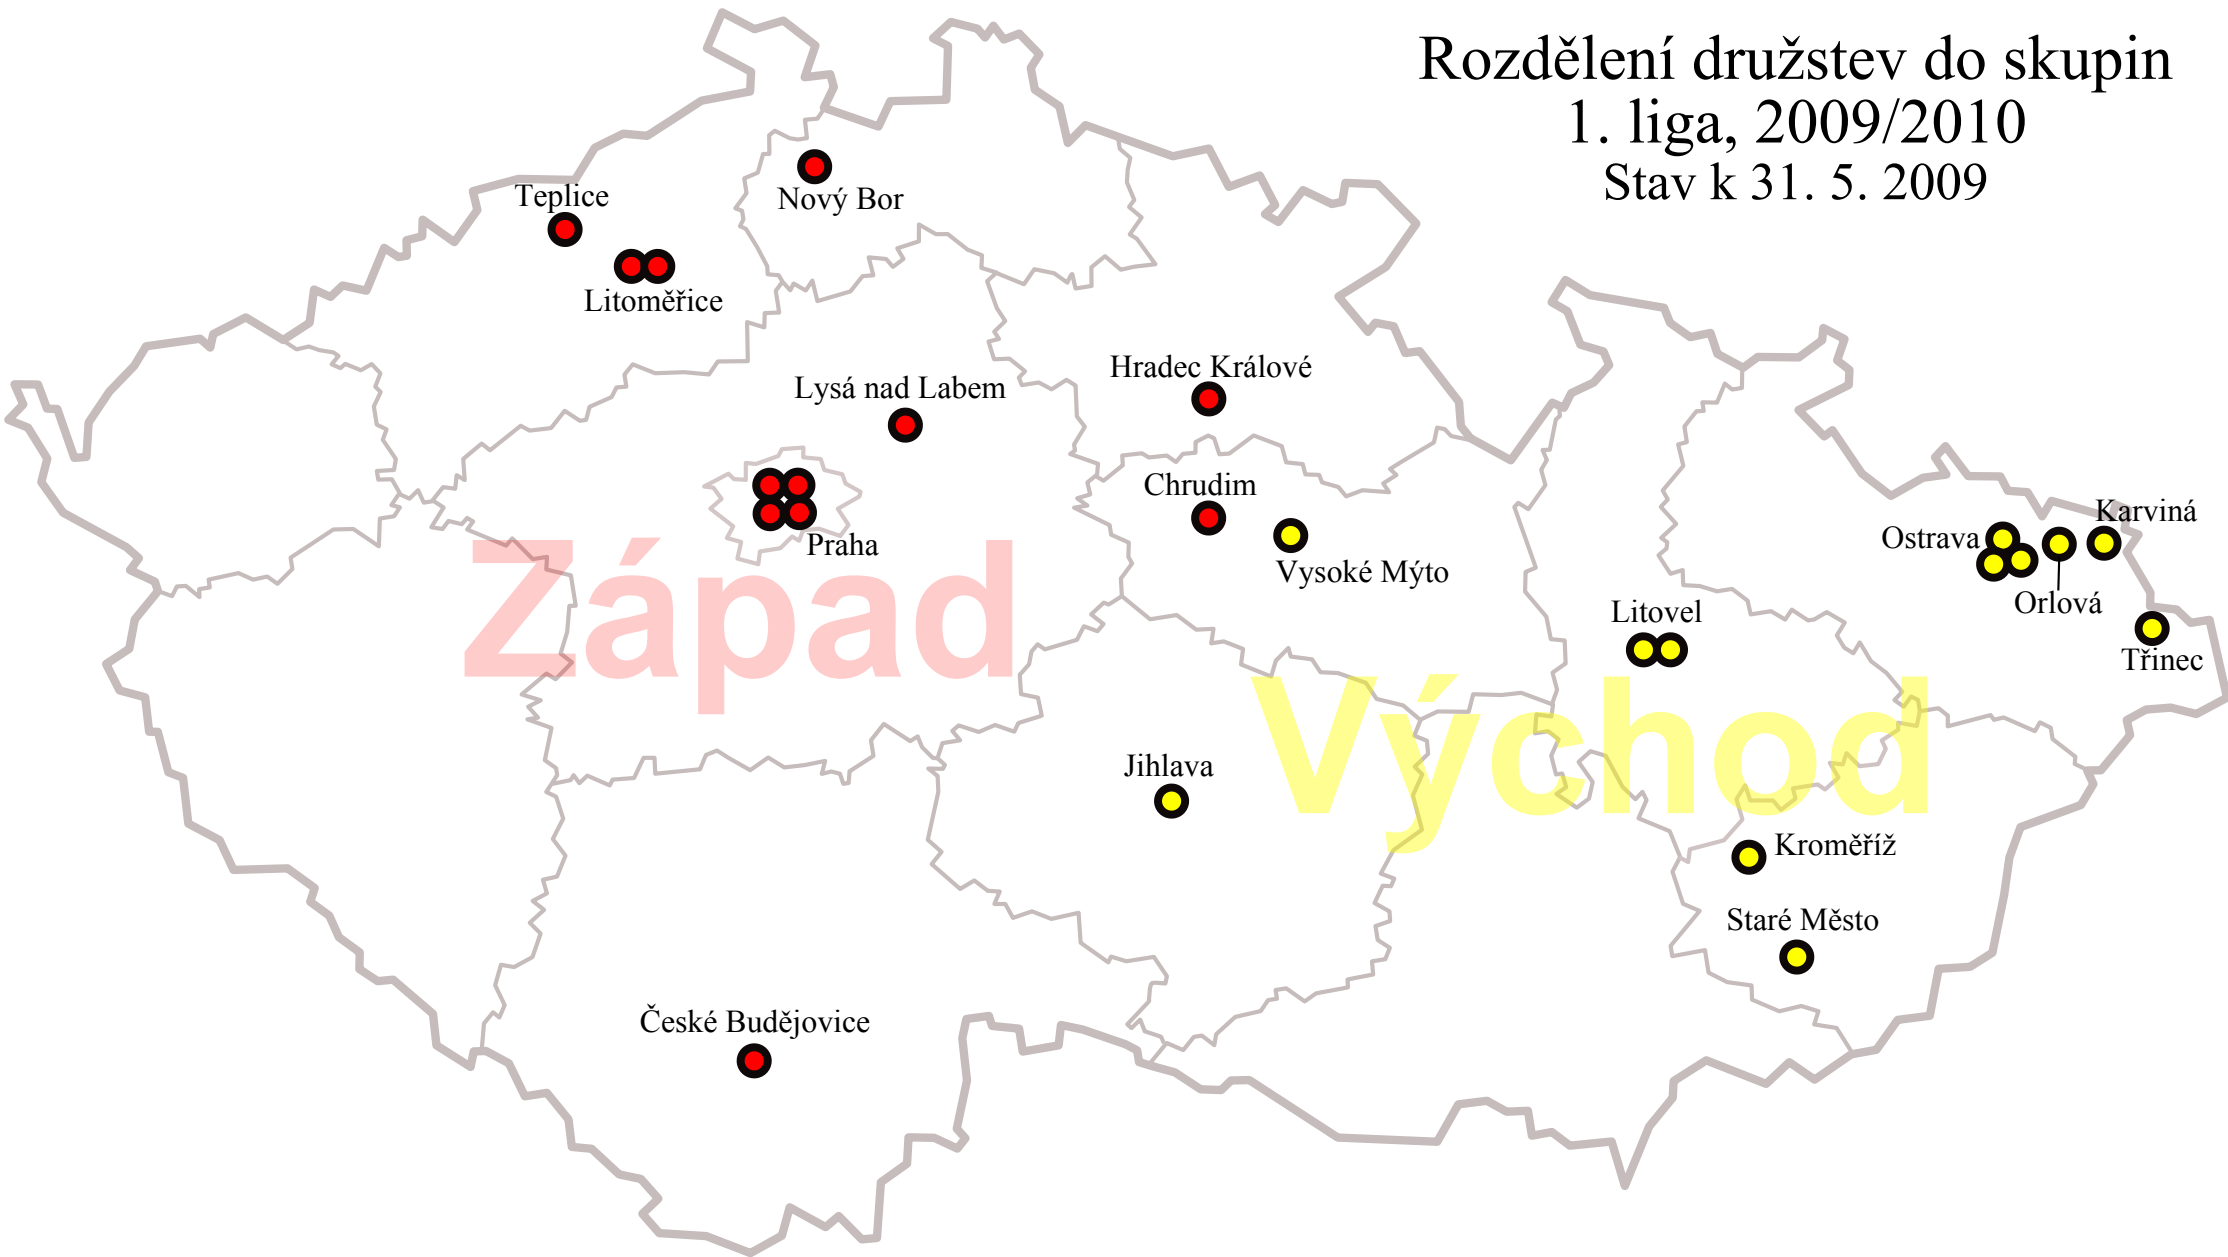 Rozdělení družstev do skupin
1. liga, 2009/2010
Stav k 31. 5. 2009
Teplice
Nový Bor
Litoměřice
Lysá nad Labem
Hradec Králové
Chrudim
Praha
Vysoké Mýto
Karviná
Ostrava
Orlová
Litovel
Třinec
Západ
Východ
Jihlava
Kroměříž
Staré Město
České Budějovice